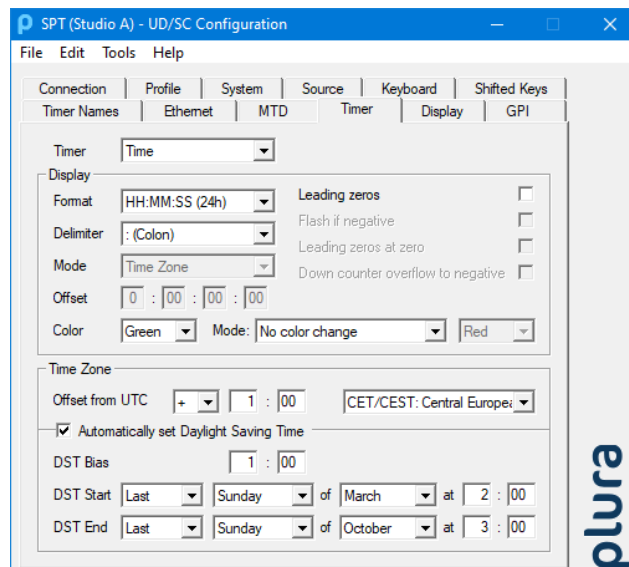 SPT (Studio A) - UD/SC Configuration
File Edit Tools Help
Connection Profile System Source Keyboard Shifted Keys
Timer Names Ethernet MTD Timer Display GPI
Timer Time
Display
Format HH:MM:SS (24h) Leading zeros
Flash if negative
Delimiter : (Colon)
Leading zeros at zero
Mode Time Zone Down counter overflow to negative
Offset 0 : 00 : 00 : 00
Color Green Mode: No color change Red
Time Zone
Offset from UTC + 1 : 00 CET/CEST: Central Europea
Automatically set Daylight Saving Time
DST Bias 1 : 00
DST Start Last Sunday of March at 2 : 00
DST End Last Sunday of October at 3 : 00
plura